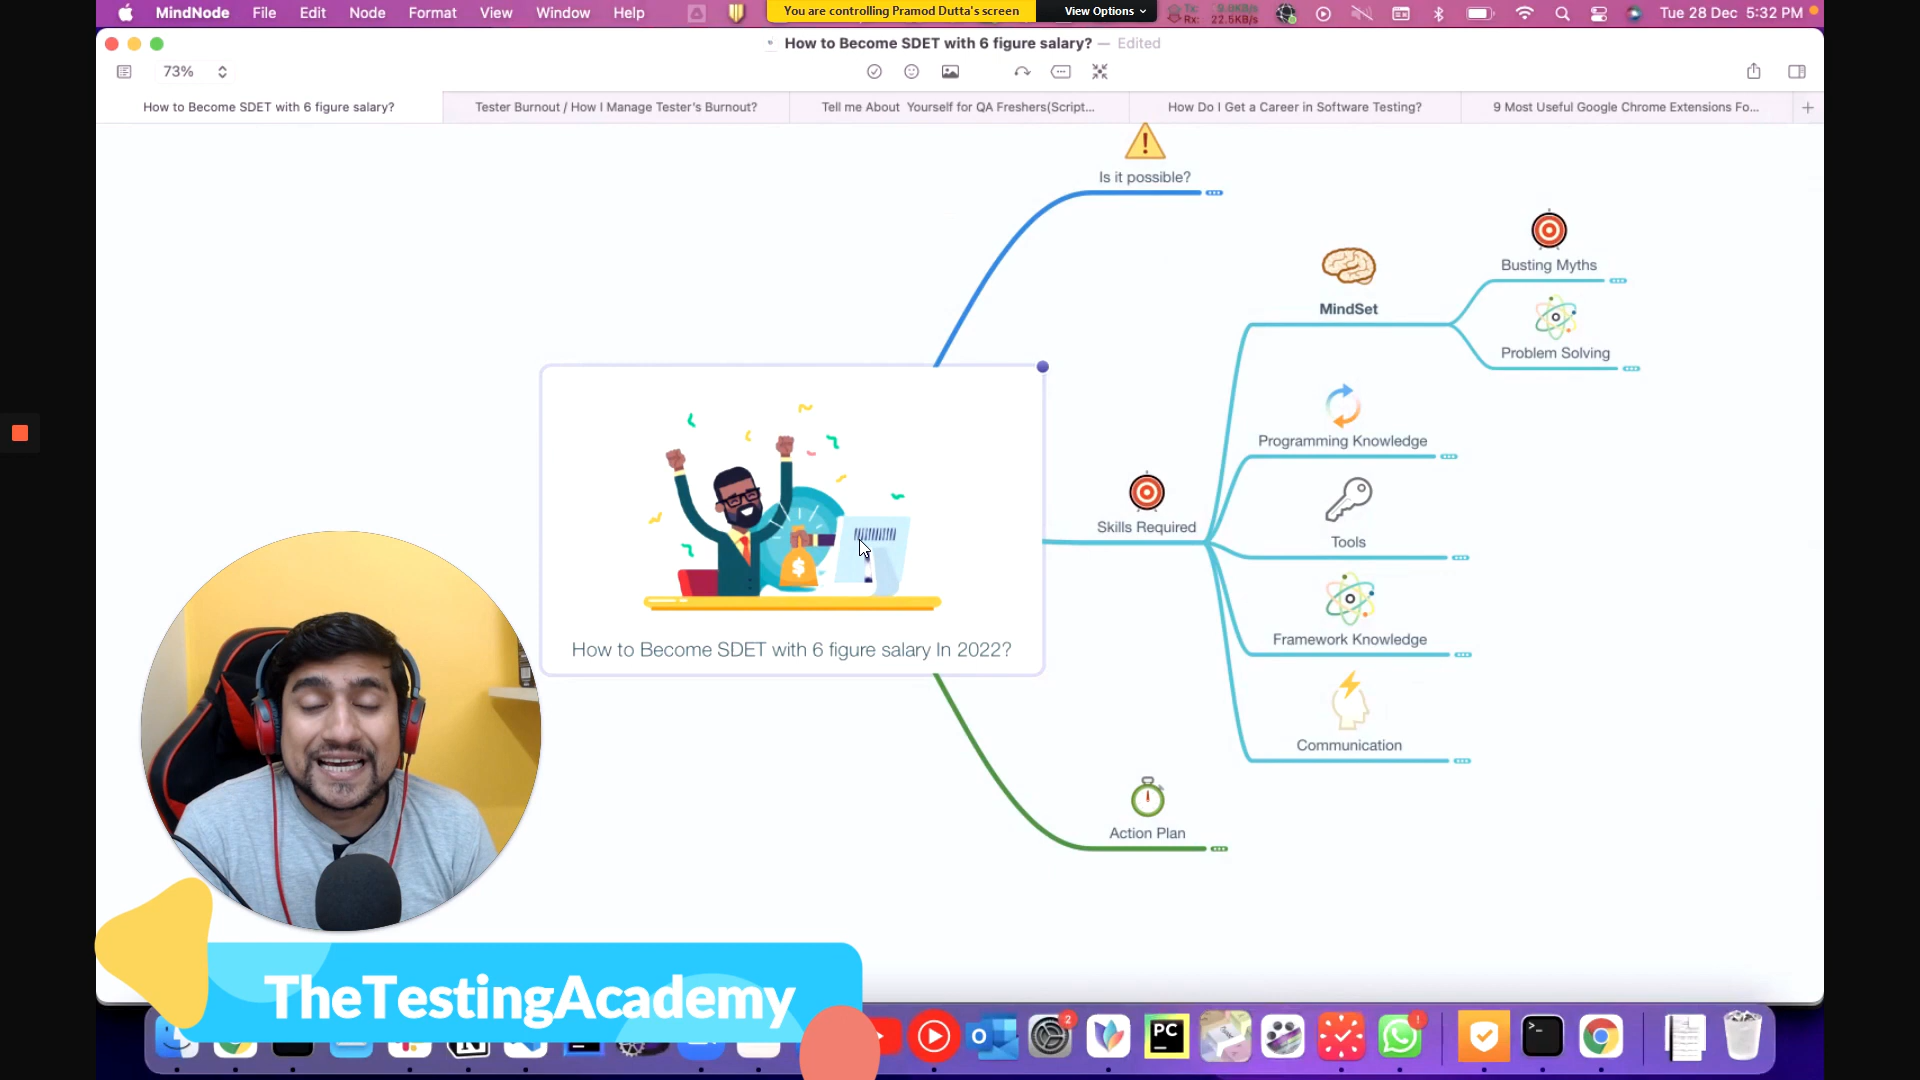 MindNode File Edit Node Format View Window Help
You are controlling Pramod Dutta's screen View Options
Tx:
Rx: 22.5KB/s
Tue 28 Dec 5:32 PM
How to Become SDET with 6 figure salary? — Edited
73%
How to Become SDET with 6 figure salary?
Tester Burnout / How I Manage Tester's Burnout?
Tell me About Yourself for QA Freshers(Script...
How Do I Get a Career in Software Testing?
9 Most Useful Google Chrome Extensions Fo...
Is it possible?
Busting Myths
MindSet
Problem Solving
Programming Knowledge
Skills Required
Tools
Framework Knowledge
How to Become SDET with 6 figure salary In 2022?
Communication
Action Plan
TheTestingAcademy
2
PC